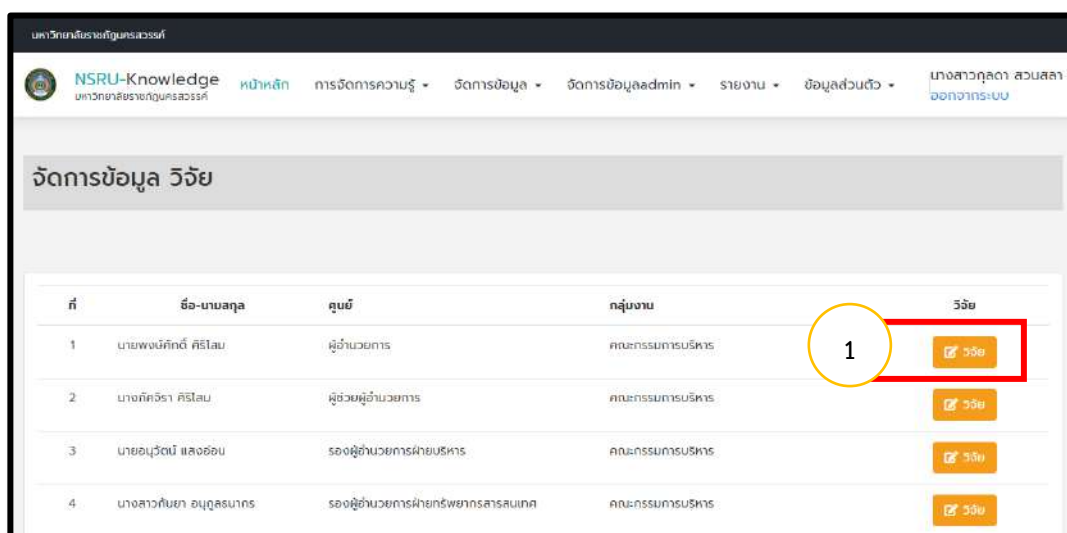 มหาวิทยาลัยราชภัฏนครสวรรค์
NSRU-Knowledge
มหาวิทยาลัยราชภัฏนครสวรรค์
หน้าหลัก การจัดการความรู้ จัดการข้อมูล จัดการข้อมูลadmin รายงาน ข้อมูลส่วนตัว
นางสาวกุลดา สวนสลา
ออกจากระบบ
จัดการข้อมูล วิจัย
ที่ ชื่อ-นามสกุล ศูนย์ กลุ่มงาน วิจัย
1 นายพงษ์ศักดิ์ ศิริโสม ผู้อำนวยการ คณะกรรมการบริหาร 1 วิจัย
2 นางภัคจิรา ศิริโสม ผู้ช่วยผู้อำนวยการ คณะกรรมการบริหาร วิจัย
3 นายอนุวัตน์ แสงอ่อน รองผู้อำนวยการฝ่ายบริหาร คณะกรรมการบริหาร วิจัย
4 นางสาวกันยา อนุกูลธนากร รองผู้อำนวยการฝ่ายทรัพยากรสารสนเทศ คณะกรรมการบริหาร วิจัย